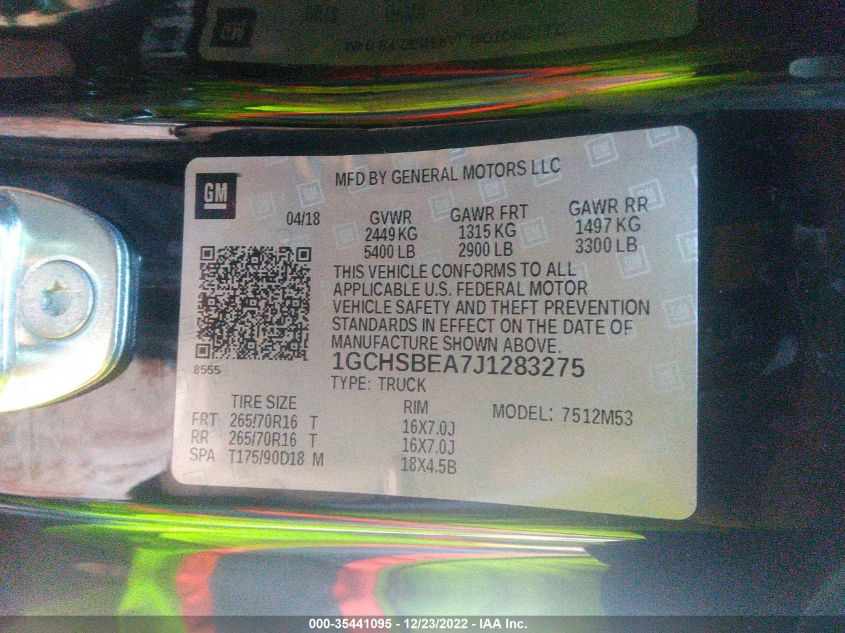 GM
MFD BY GENERAL MOTORS LLC
04/18
GVWR GAWR FRT GAWR RR
2449 KG 1315 KG 1497 KG
5400 LB 2900 LB 3300 LB
THIS VEHICLE CONFORMS TO ALL
APPLICABLE U.S. FEDERAL MOTOR
VEHICLE SAFETY AND THEFT PREVENTION
STANDARDS IN EFFECT ON THE DATE OF
MANUFACTURE SHOWN ABOVE.
8555
1GCHSBEA7J1283275
TYPE: TRUCK
TIRE SIZE RIM MODEL: 7512M53
FRT 265/70R16 T 16X7.0J
RR 265/70R16 T 16X7.0J
SPA T175/90D18 M 18X4.5B
000-35441095 - 12/23/2022 - IAA Inc.